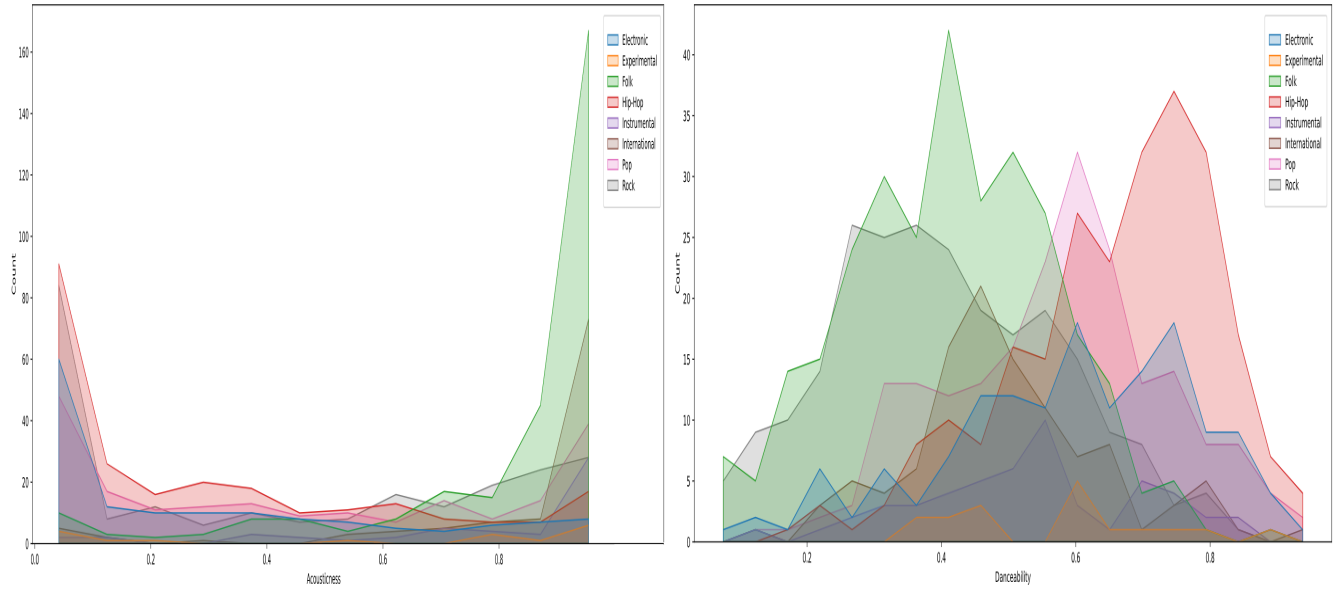 160
140
120
100
80
60
40
20
0
Count
0.0
0.2
0.4
0.6
0.8
Acousticness
Electronic
Experimental
Folk
Hip-Hop
Instrumental
International
Pop
Rock
40
35
30
25
20
15
10
5
0
Count
0.2
0.4
0.6
0.8
Danceability
Electronic
Experimental
Folk
Hip-Hop
Instrumental
International
Pop
Rock